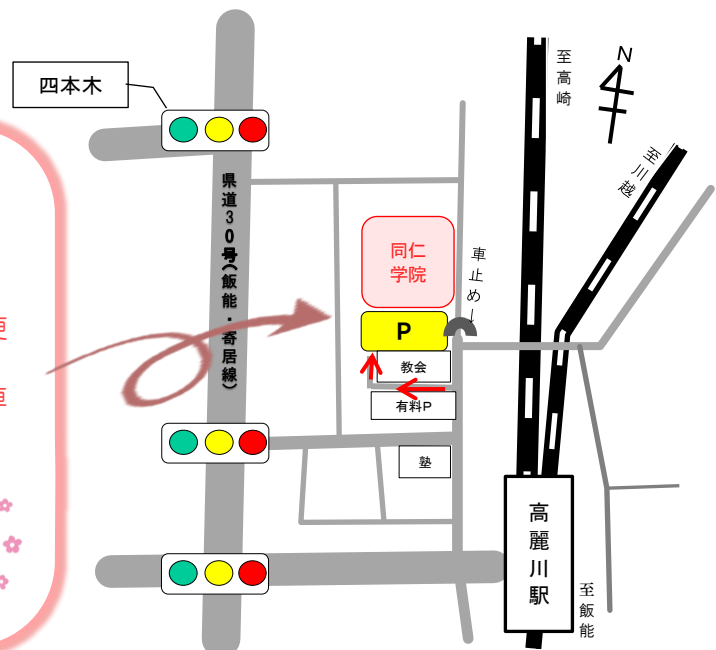 四本木
至高崎
N
至川越
県道30号(飯能・寄居線)
同仁
学院
車止め→
P
教会
有料P
塾
高麗川駅
至飯能